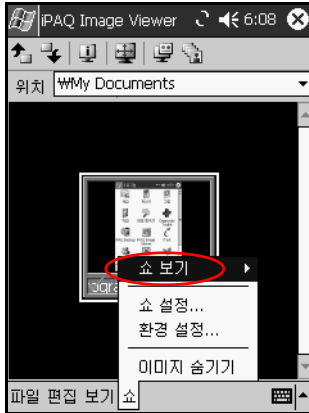 iPAQ Image Viewer 6:08
위치 ₩My Documents
쇼 보기
쇼 설정...
환경 설정...
이미지 숨기기
파일 편집 보기 쇼